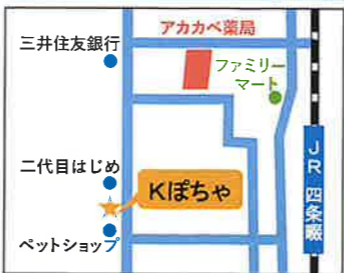 アカカベ薬局
三井住友銀行
ファミリー
マート
二代目はじめ
Kぽちゃ
ペットショップ
JR 四条畷